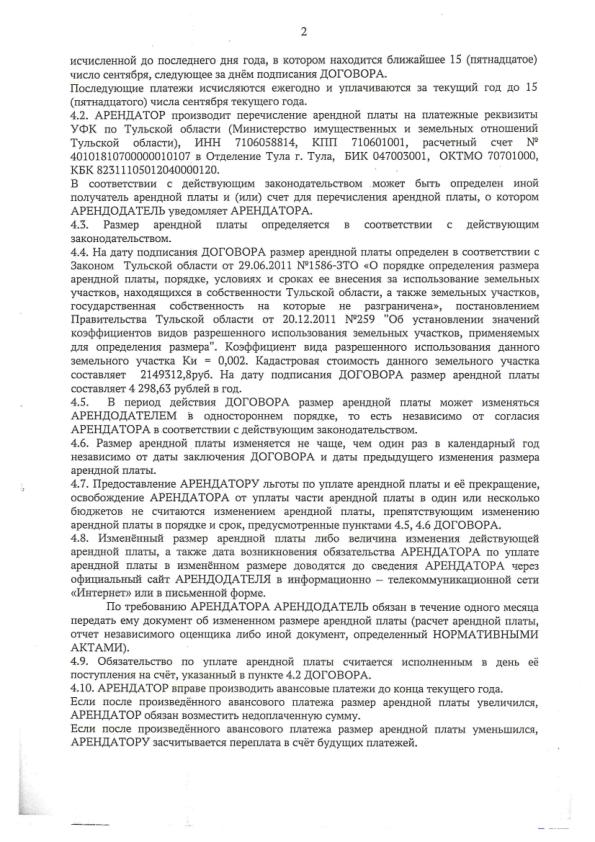 2
исчисленной до последнего дня года, в котором находится ближайшее 15 (пятнадцатое)
число сентября, следующее за днём подписания ДОГОВОРА.
Последующие платежи исчисляются ежегодно и уплачиваются за текущий год до 15
(пятнадцатого) числа сентября текущего года.
4.2. АРЕНДАТОР производит перечисление арендной платы на платежные реквизиты
УФК по Тульской области (Министерство имущественных и земельных отношений
Тульской области), ИНН 7106058814, КПП 710601001, расчетный счет №
40101810700000010107 в Отделение Тула г. Тула, БИК 047003001, ОКТМО 70701000,
КБК 82311105012040000120.
В соответствии с действующим законодательством может быть определен иной
получатель арендной платы и (или) счет для перечисления арендной платы, о котором
АРЕНДОДАТЕЛЬ уведомляет АРЕНДАТОРА.
4.3. Размер арендной платы определяется в соответствии с действующим
законодательством.
4.4. На дату подписания ДОГОВОРА размер арендной платы определен в соответствии с
Законом Тульской области от 29.06.2011 №1586-ЗТО «О порядке определения размера
арендной платы, порядке, условиях и сроках ее внесения за использование земельных
участков, находящихся в собственности Тульской области, а также земельных участков,
государственная собственность на которые не разграничена», постановлением
Правительства Тульской области от 20.12.2011 №259 "Об установлении значений
коэффициентов видов разрешенного использования земельных участков, применяемых
для определения размера". Коэффициент вида разрешенного использования данного
земельного участка Ки = 0,002. Кадастровая стоимость данного земельного участка
составляет 2149312,8руб. На дату подписания ДОГОВОРА размер арендной платы
составляет 4 298,63 рублей в год.
4.5. В период действия ДОГОВОРА размер арендной платы может изменяться
АРЕНДОДАТЕЛЕМ в одностороннем порядке, то есть независимо от согласия
АРЕНДАТОРА в соответствии с действующим законодательством.
4.6. Размер арендной платы изменяется не чаще, чем один раз в календарный год
независимо от даты заключения ДОГОВОРА и даты предыдущего изменения размера
арендной платы.
4.7. Предоставление АРЕНДАТОРУ льготы по уплате арендной платы и её прекращение,
освобождение АРЕНДАТОРА от уплаты части арендной платы в один или несколько
бюджетов не считаются изменением арендной платы, препятствующим изменению
арендной платы в порядке и срок, предусмотренные пунктами 4.5, 4.6 ДОГОВОРА.
4.8. Изменённый размер арендной платы либо величина изменения действующей
арендной платы, а также дата возникновения обязательства АРЕНДАТОРА по уплате
арендной платы в изменённом размере доводятся до сведения АРЕНДАТОРА через
официальный сайт АРЕНДОДАТЕЛЯ в информационно – телекоммуникационной сети
«Интернет» или в письменной форме.
По требованию АРЕНДАТОРА АРЕНДОДАТЕЛЬ обязан в течение одного месяца
передать ему документ об измененном размере арендной платы (расчет арендной платы,
отчет независимого оценщика либо иной документ, определенный НОРМАТИВНЫМИ
АКТАМИ).
4.9. Обязательство по уплате арендной платы считается исполненным в день её
поступления на счёт, указанный в пункте 4.2 ДОГОВОРА.
4.10. АРЕНДАТОР вправе производить авансовые платежи до конца текущего года.
Если после произведённого авансового платежа размер арендной платы увеличился,
АРЕНДАТОР обязан возместить недоплаченную сумму.
Если после произведённого авансового платежа размер арендной платы уменьшился,
АРЕНДАТОРУ засчитывается переплата в счёт будущих платежей.